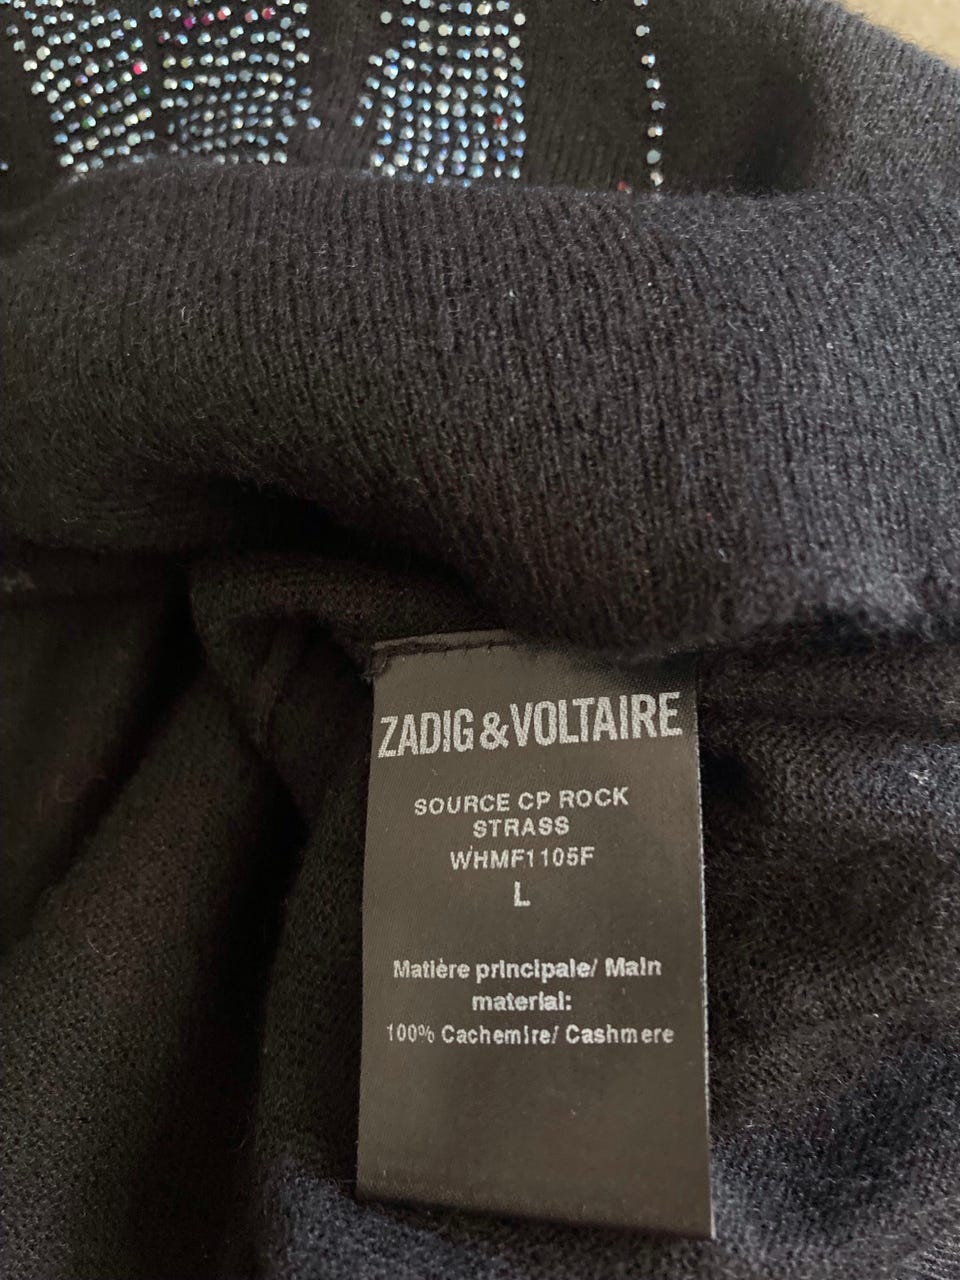 ZADIG & VOLTAIRE
SOURCE CP ROCK
STRASS
WHMF1105F
L
Matière principale/ Main
material:
100% Cachemire/ Cashmere